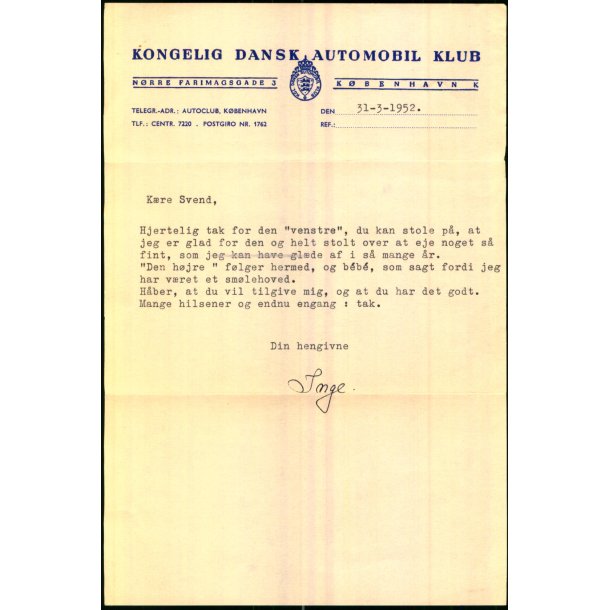 KONGELIG DANSK AUTOMOBIL KLUB
NØRRE FARIMAGSGADE 3 KØBENHAVN K
TELEGR.-ADR.: AUTOCLUB, KØBENHAVN DEN 31-3-1952.
TLF.: CENTR. 7220 . POSTGIRO NR. 1762 REF.:
Kære Svend,
Hjertelig tak for den "venstre", du kan stole på, at
jeg er glad for den og helt stolt over at eje noget så
fint, som jeg kan have glæde af i så mange år.
"Den højre " følger hermed, og bébé, som sagt fordi jeg
har været et smølehoved.
Håber, at du vil tilgive mig, og at du har det godt.
Mange hilsener og endnu engang : tak.
Din hengivne
Inge.